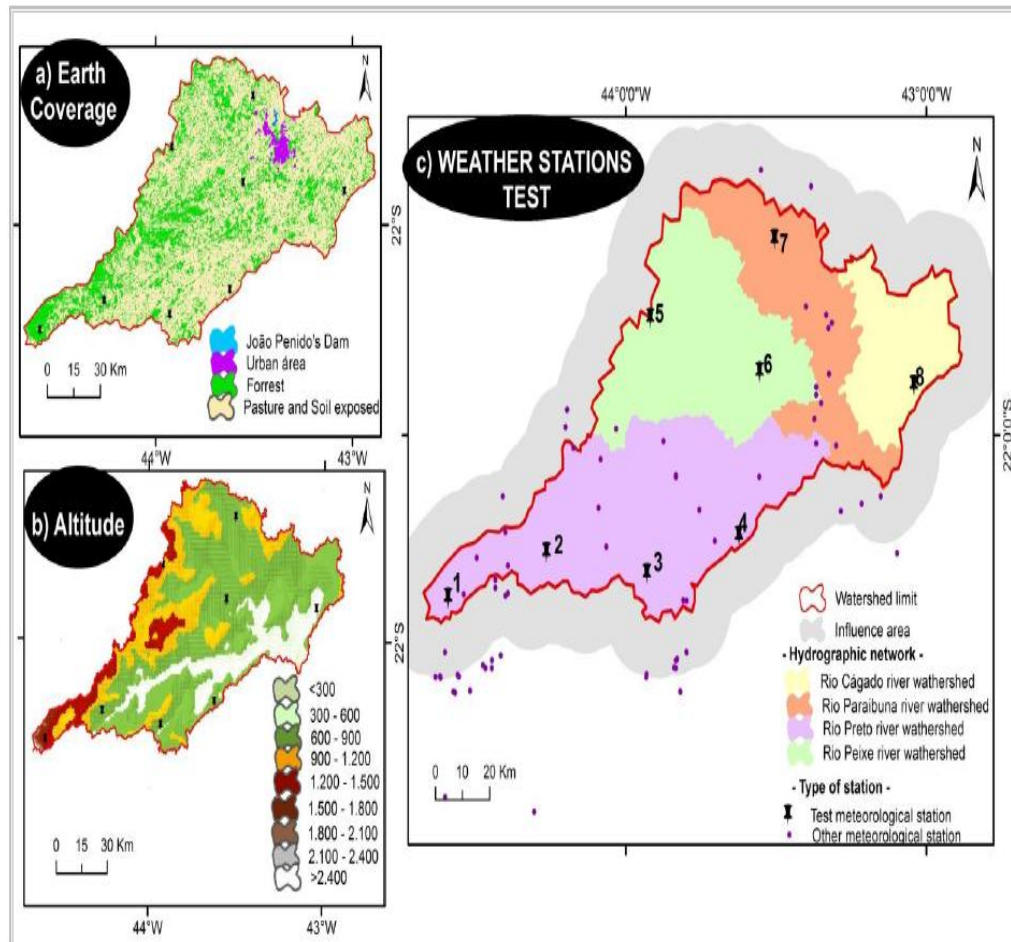 a) Earth
Coverage
N
22°S
João Penido's Dam
Urban área
Forrest
Pasture and Soil exposed
0 15 30 Km
44°W 43°W
b) Altitude
N
22°S
<300
300 - 600
600 - 900
900 - 1.200
1.200 - 1.500
1.500 - 1.800
1.800 - 2.100
2.100 - 2.400
>2.400
0 15 30 Km
44°W 43°W
44°0'0"W 43°0'0"W
c) WEATHER STATIONS
TEST
N
7
5
6
8
22°0'0"S
4
2
3
1
Watershed limit
Influence area
- Hydrographic network -
Rio Cágado river wathershed
Rio Paraibuna river wathershed
Rio Preto river wathershed
Rio Peixe river wathershed
0 10 20 Km
- Type of station -
Test meteorological station
Other meteorological station